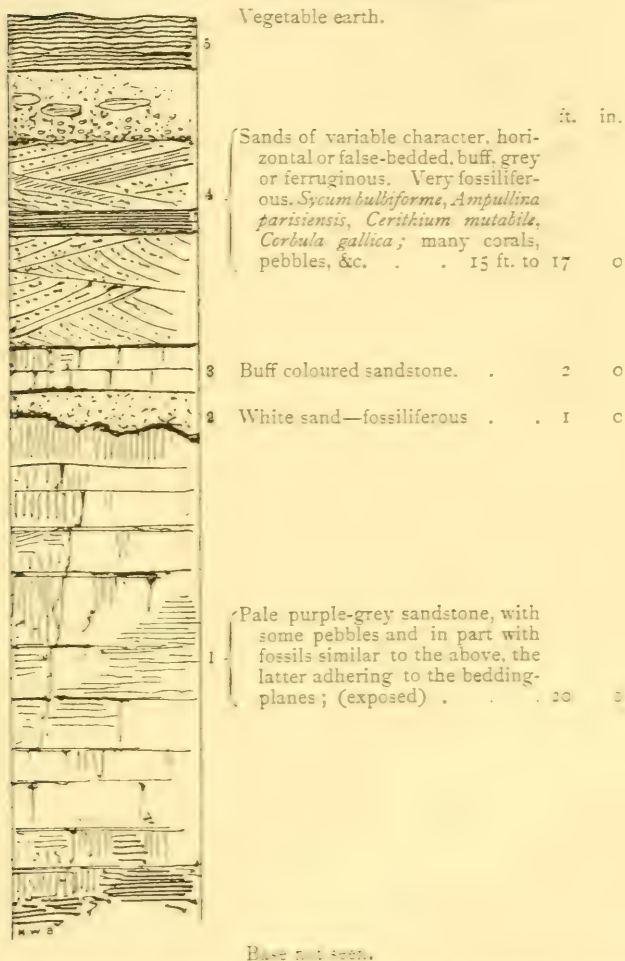 Vegetable earth.
5
ft. in.
Sands of variable character, hori-
zontal or false-bedded, buff, grey
or ferruginous. Very fossilifer-
ous. Sycum bulbiforme, Ampullina
parisiensis, Cerithium mutabile,
Corbula gallica; many corals,
pebbles, &c. . . 15 ft. to 17 0
4
3 Buff coloured sandstone. . 2 0
2 White sand—fossiliferous . . 1 0
Pale purple-grey sandstone, with
some pebbles and in part with
1 fossils similar to the above, the
latter adhering to the bedding-
planes; (exposed) . . . 20
H W B
Base not seen.